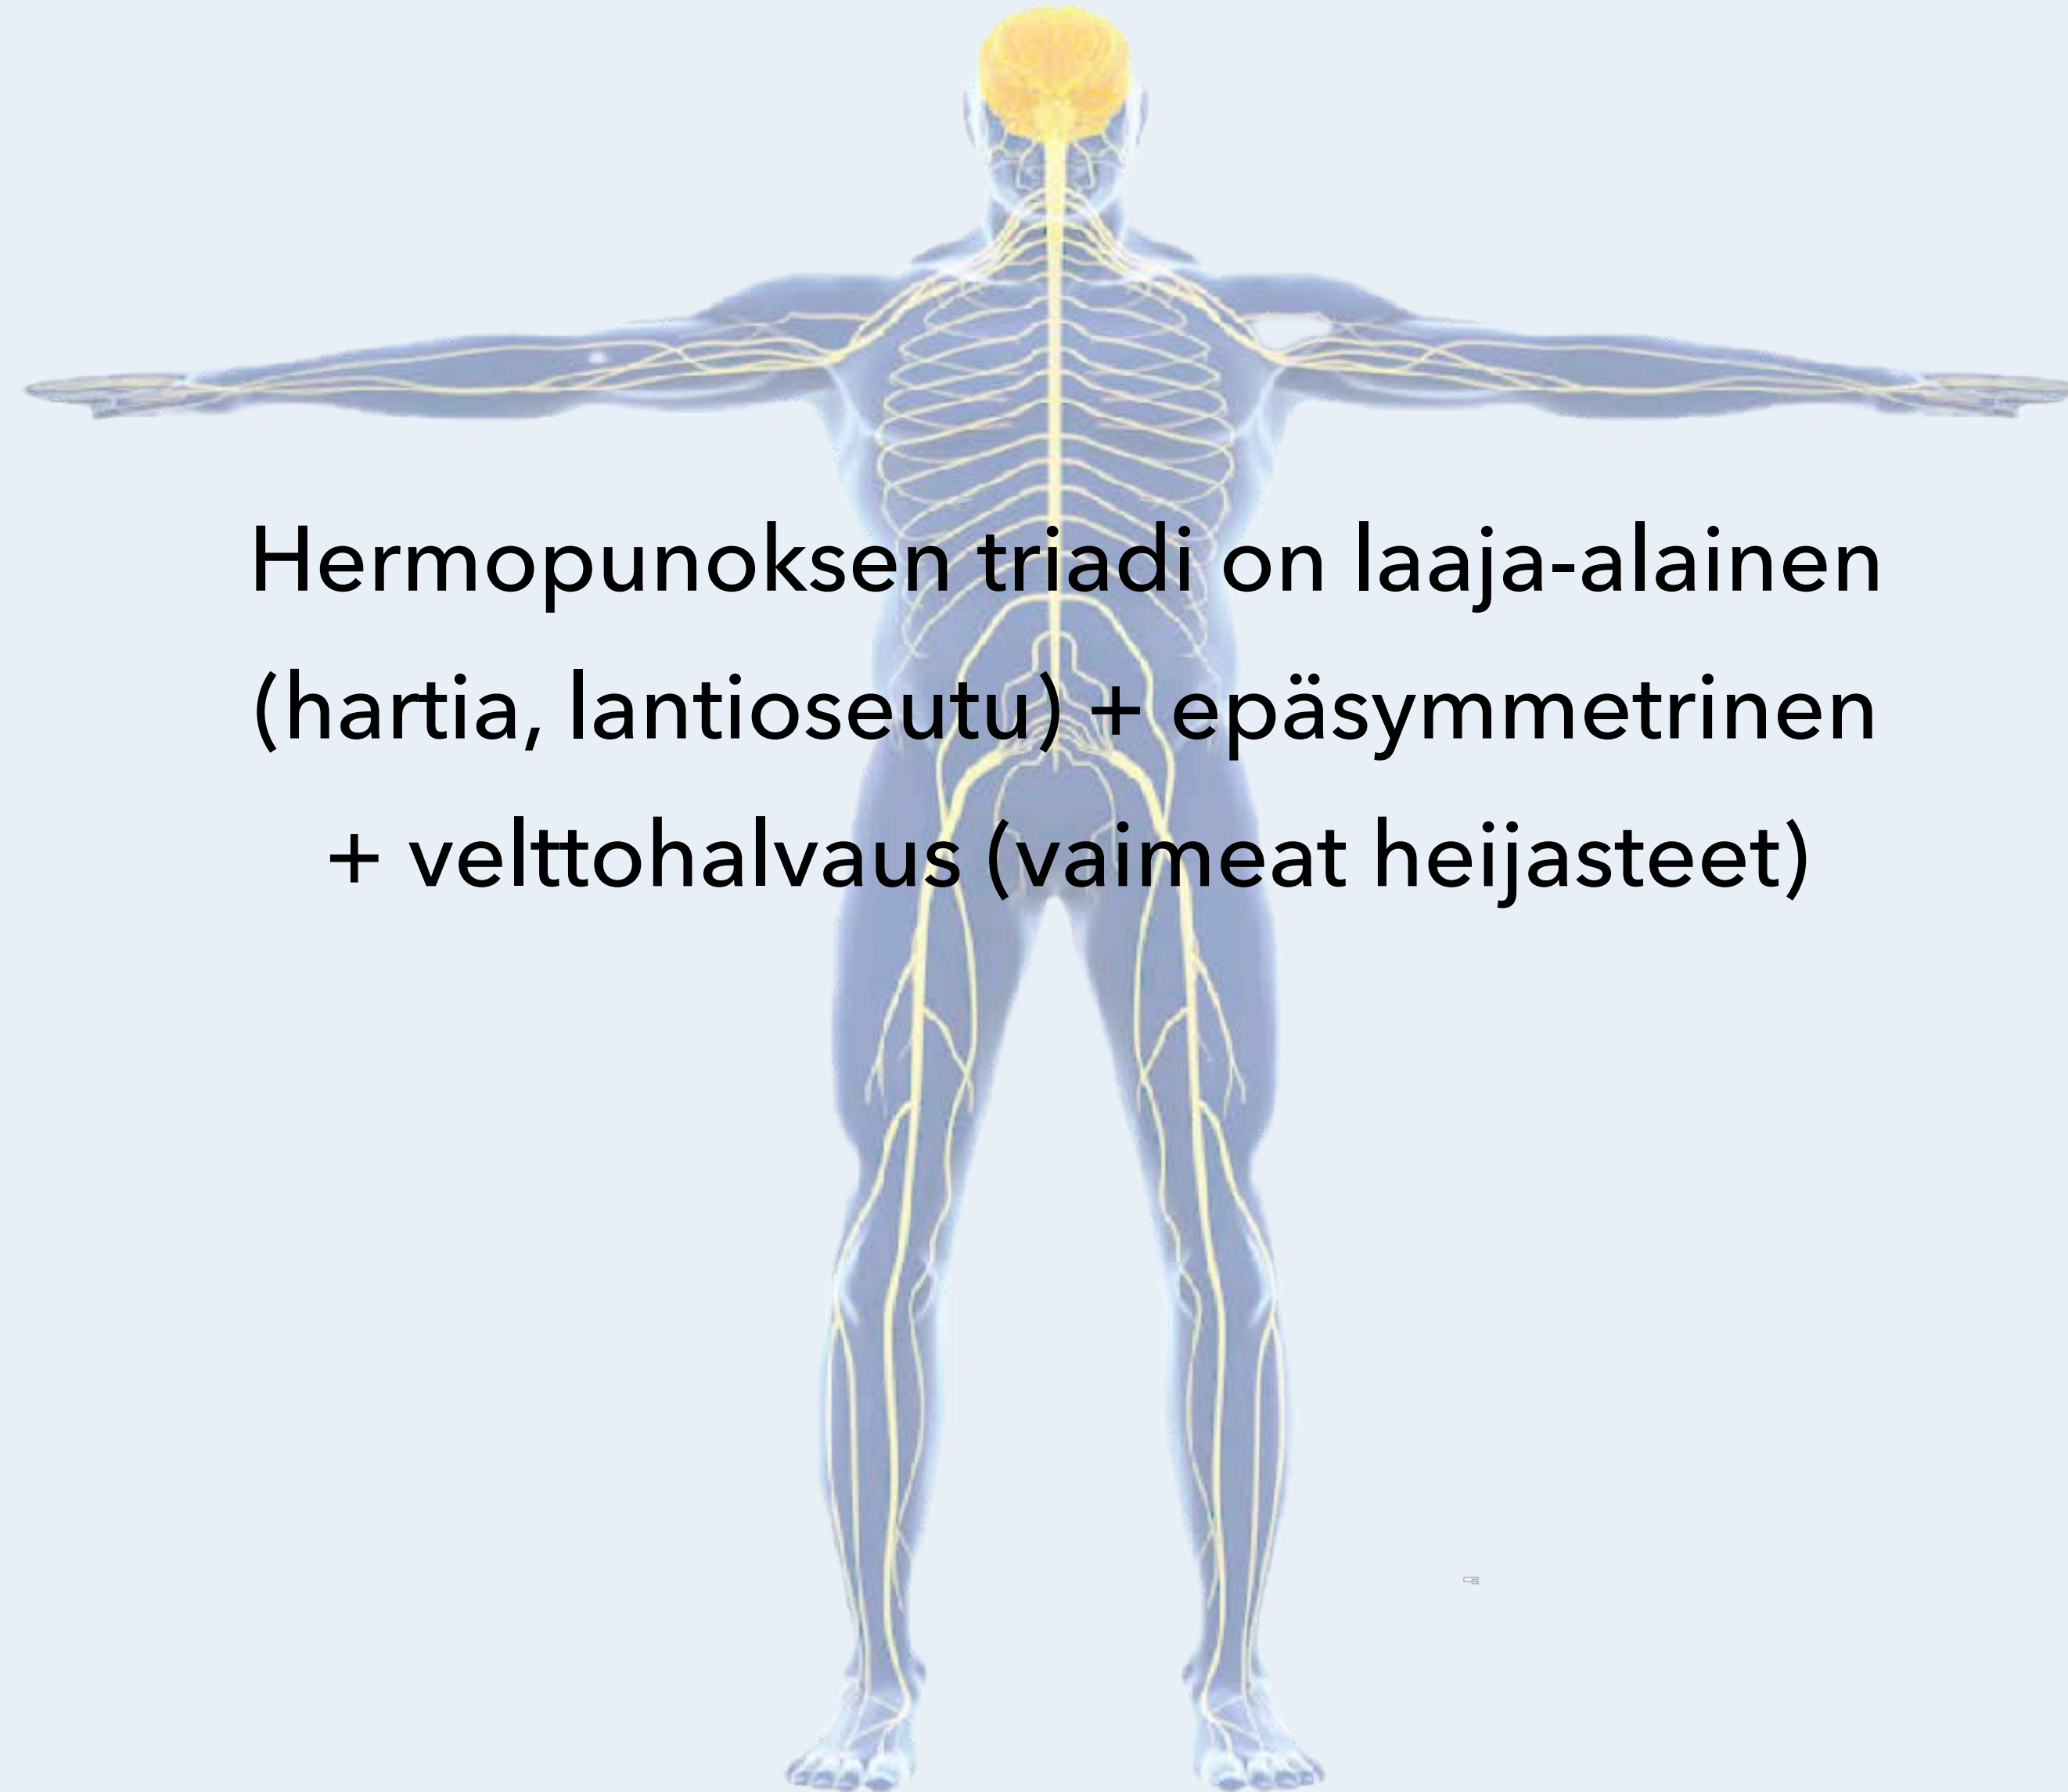 Hermopunoksen triadi on laaja-alainen
(hartia, lantioseutu) + epäsymmetrinen
+ velttohalvaus (vaimeat heijasteet)